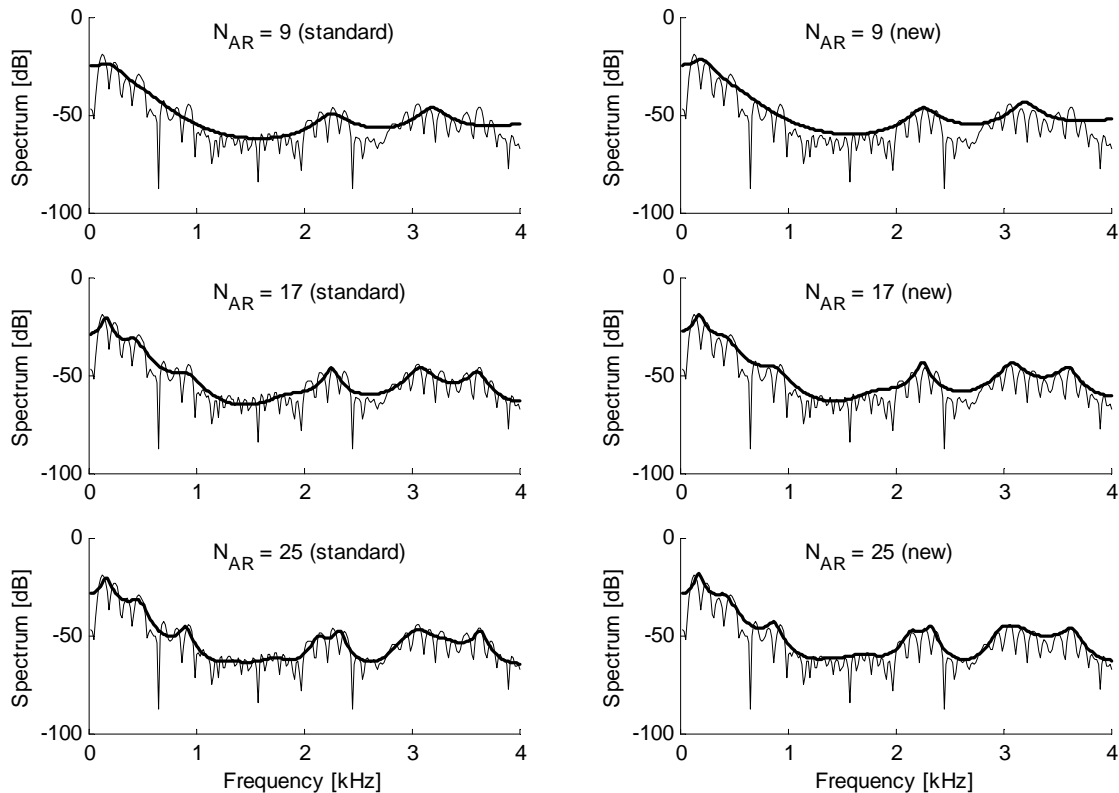 N_AR = 9 (standard)
0
-50
-100
Spectrum [dB]
0 1 2 3 4
N_AR = 9 (new)
0
-50
-100
Spectrum [dB]
0 1 2 3 4
N_AR = 17 (standard)
0
-50
-100
Spectrum [dB]
0 1 2 3 4
N_AR = 17 (new)
0
-50
-100
Spectrum [dB]
0 1 2 3 4
N_AR = 25 (standard)
0
-50
-100
Spectrum [dB]
0 1 2 3 4
Frequency [kHz]
N_AR = 25 (new)
0
-50
-100
Spectrum [dB]
0 1 2 3 4
Frequency [kHz]